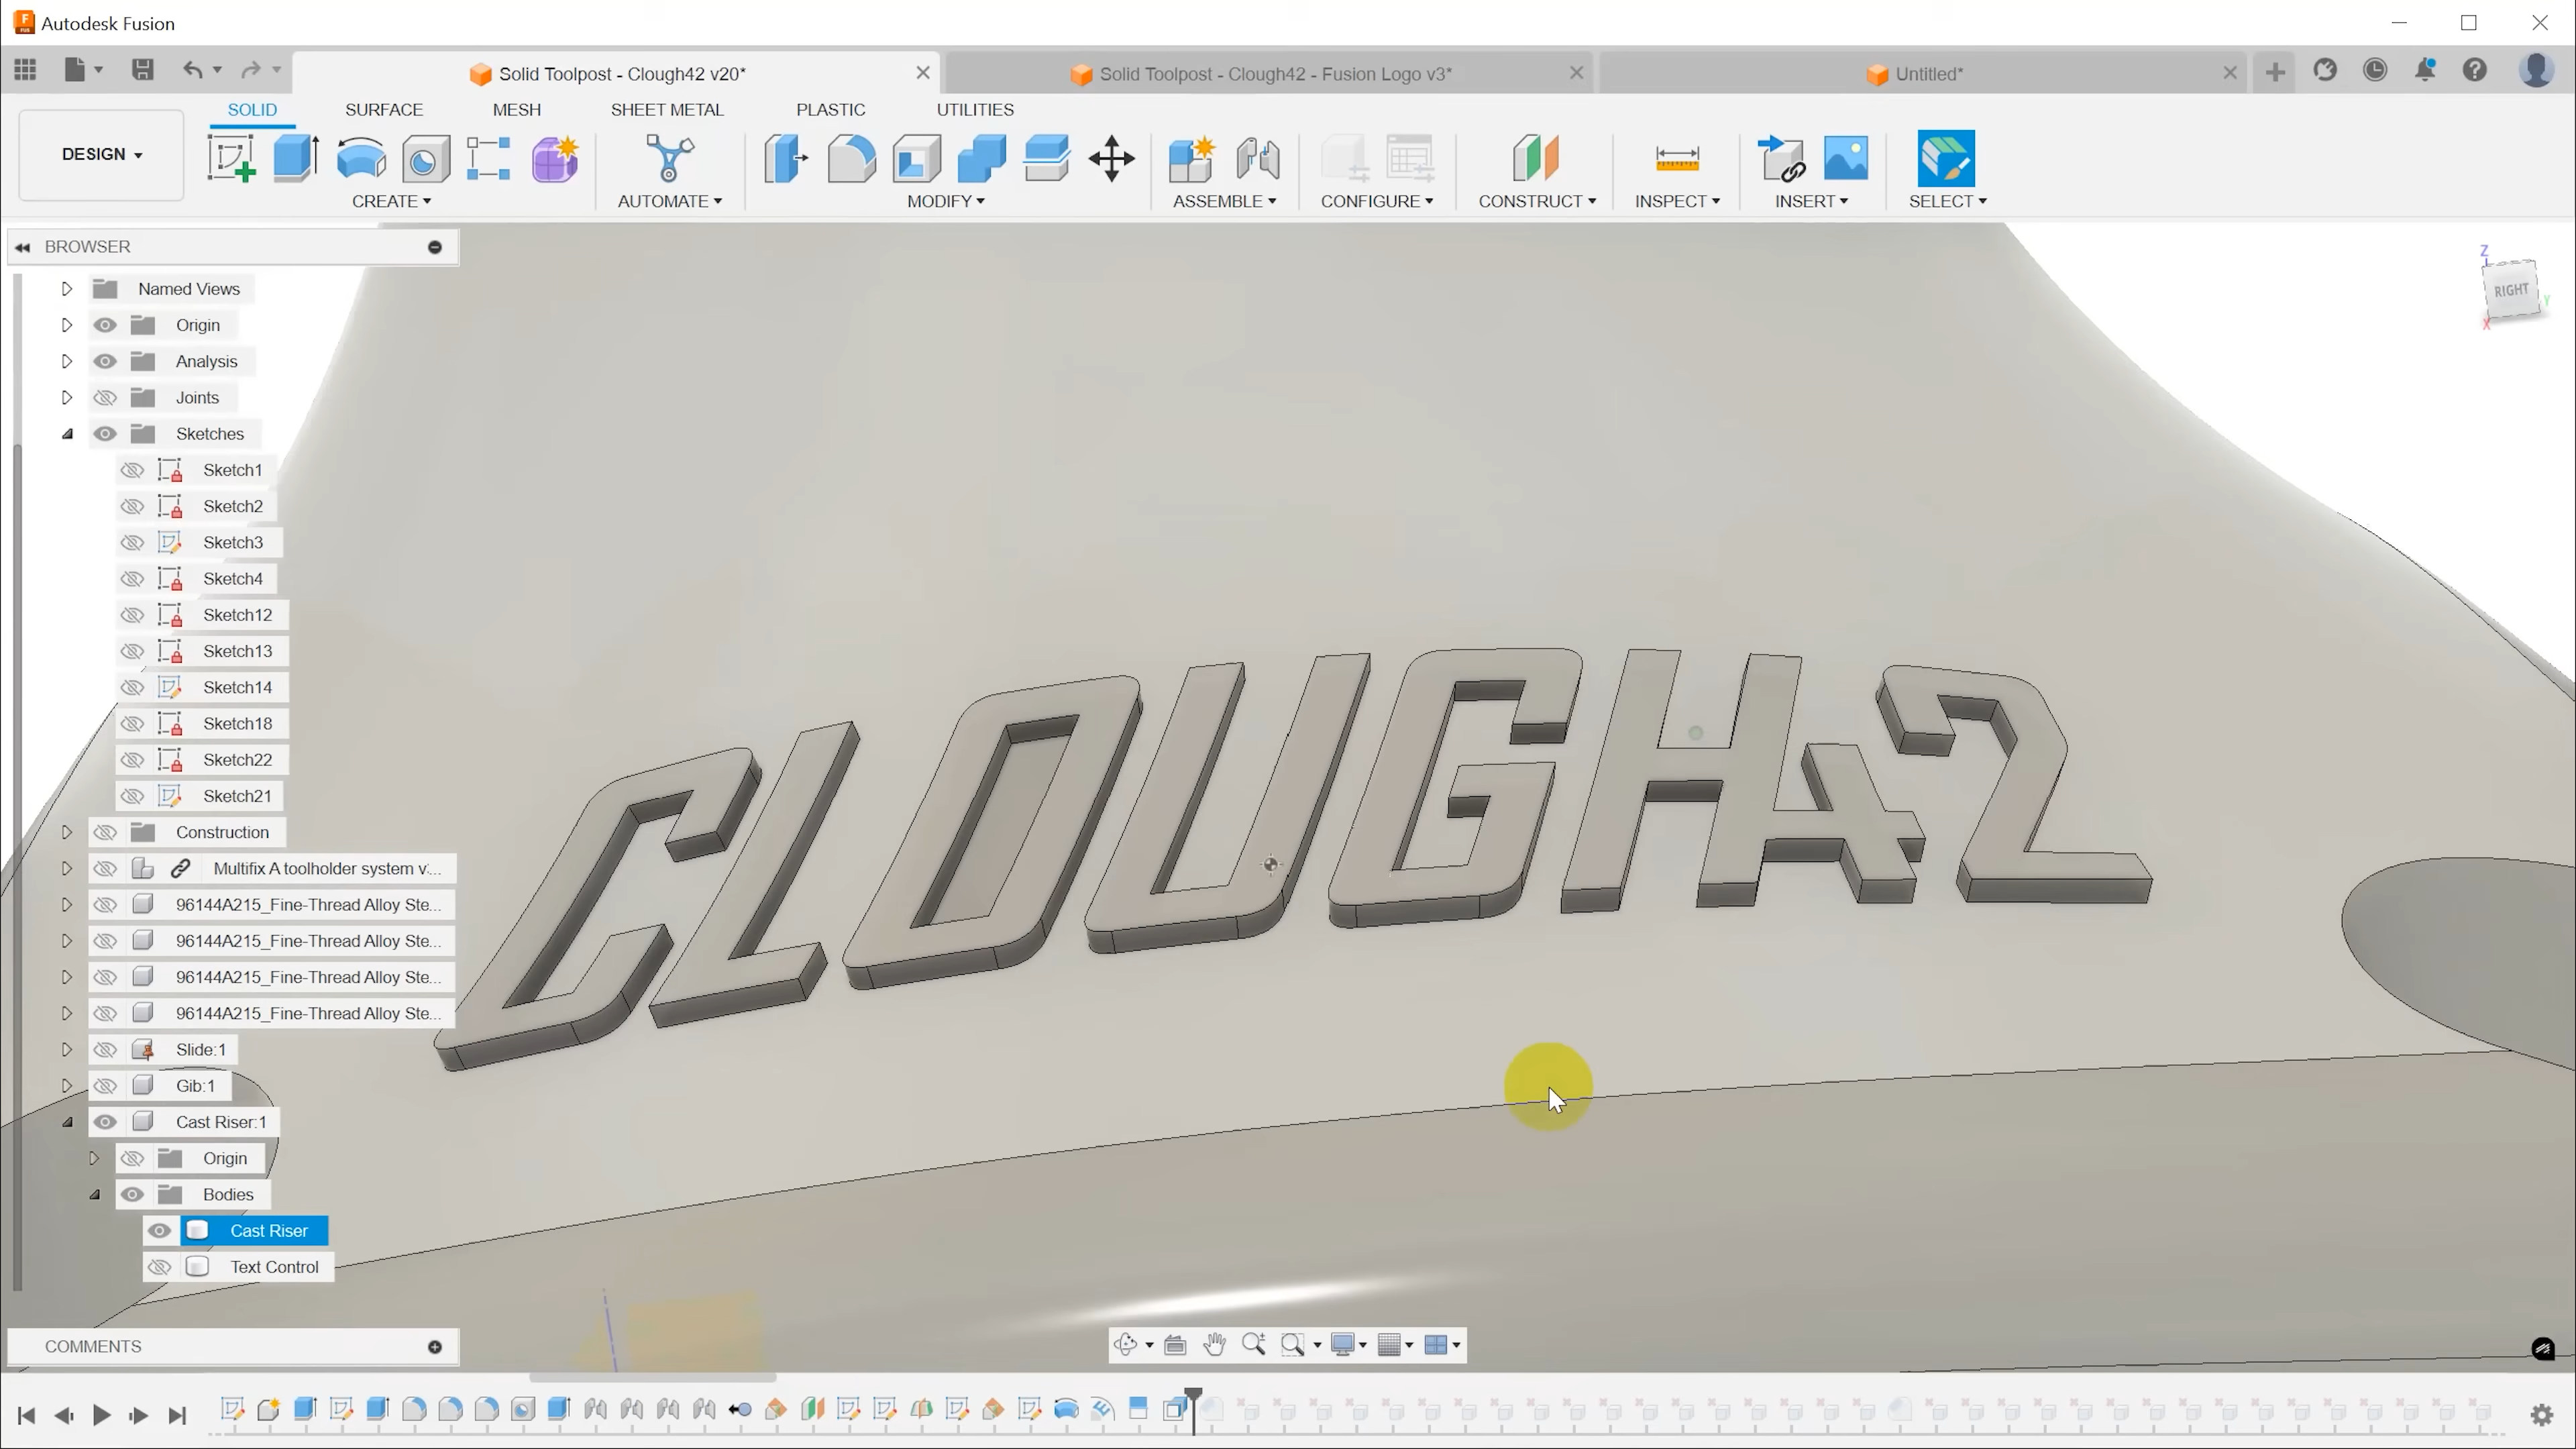 Autodesk Fusion
Solid Toolpost - Clough42 v20*
Solid Toolpost - Clough42 - Fusion Logo v3*
Untitled*
SOLID
SURFACE
MESH
SHEET METAL
PLASTIC
UTILITIES
DESIGN
CREATE
AUTOMATE
MODIFY
ASSEMBLE
CONFIGURE
CONSTRUCT
INSPECT
INSERT
SELECT
BROWSER
Named Views
Origin
Analysis
Joints
Sketches
Sketch1
Sketch2
Sketch3
Sketch4
Sketch12
Sketch13
Sketch14
Sketch18
Sketch22
Sketch21
Construction
Multifix A toolholder system v...
96144A215_Fine-Thread Alloy Ste...
96144A215_Fine-Thread Alloy Ste...
96144A215_Fine-Thread Alloy Ste...
96144A215_Fine-Thread Alloy Ste...
Slide:1
Gib:1
Cast Riser:1
Origin
Bodies
Cast Riser
Text Control
CLOUGH42
Z
RIGHT
Y
X
COMMENTS